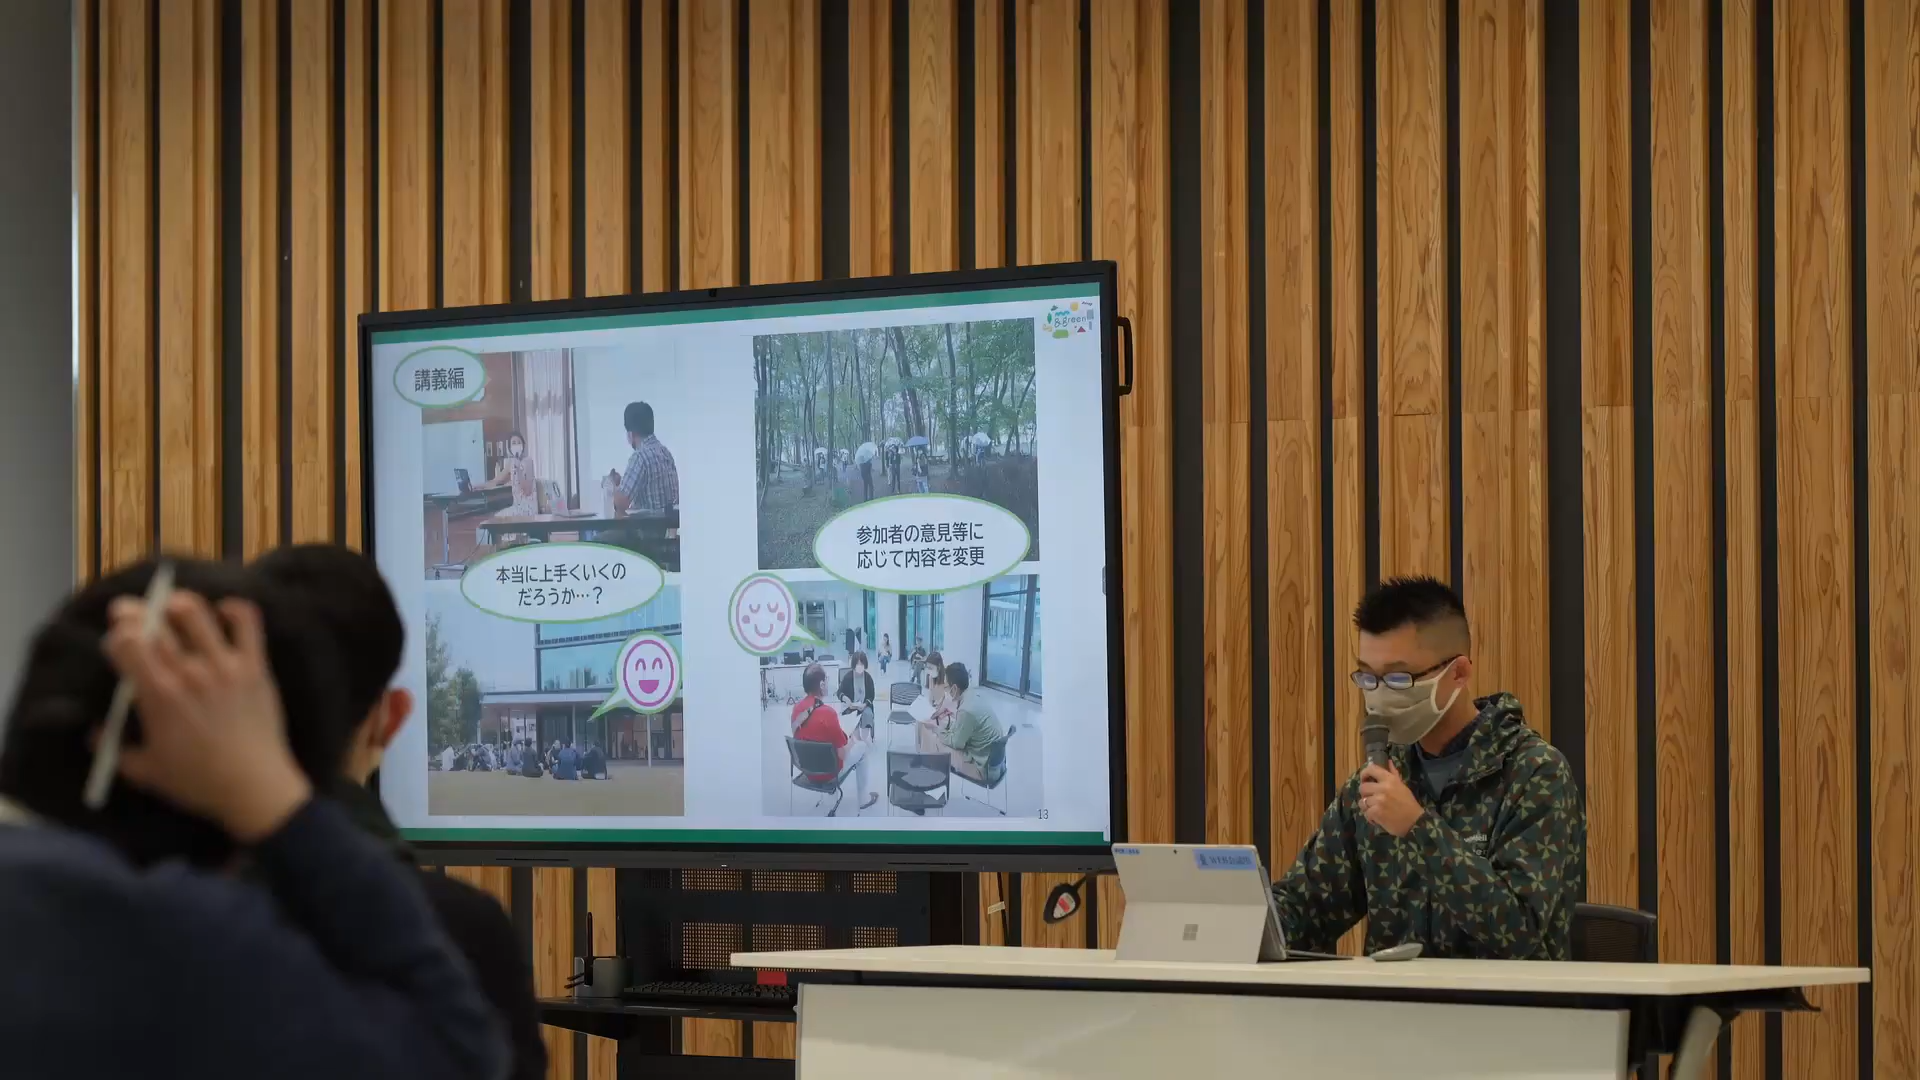 講義編
&green
本当に上手くいくの
だろうか…？
参加者の意見等に
応じて内容を変更
13